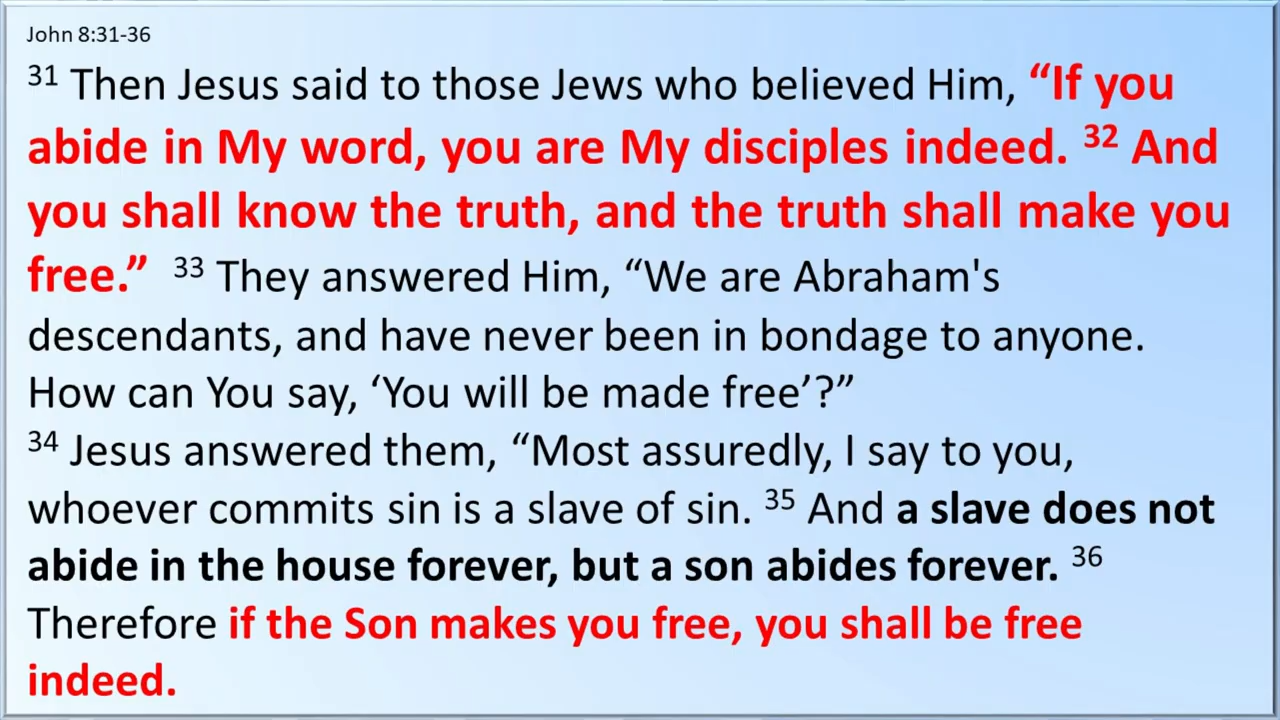 John 8:31-36
31 Then Jesus said to those Jews who believed Him, “If you
abide in My word, you are My disciples indeed. 32 And
you shall know the truth, and the truth shall make you
free.” 33 They answered Him, “We are Abraham's
descendants, and have never been in bondage to anyone.
How can You say, ‘You will be made free’?”
34 Jesus answered them, “Most assuredly, I say to you,
whoever commits sin is a slave of sin. 35 And a slave does not
abide in the house forever, but a son abides forever. 36
Therefore if the Son makes you free, you shall be free
indeed.